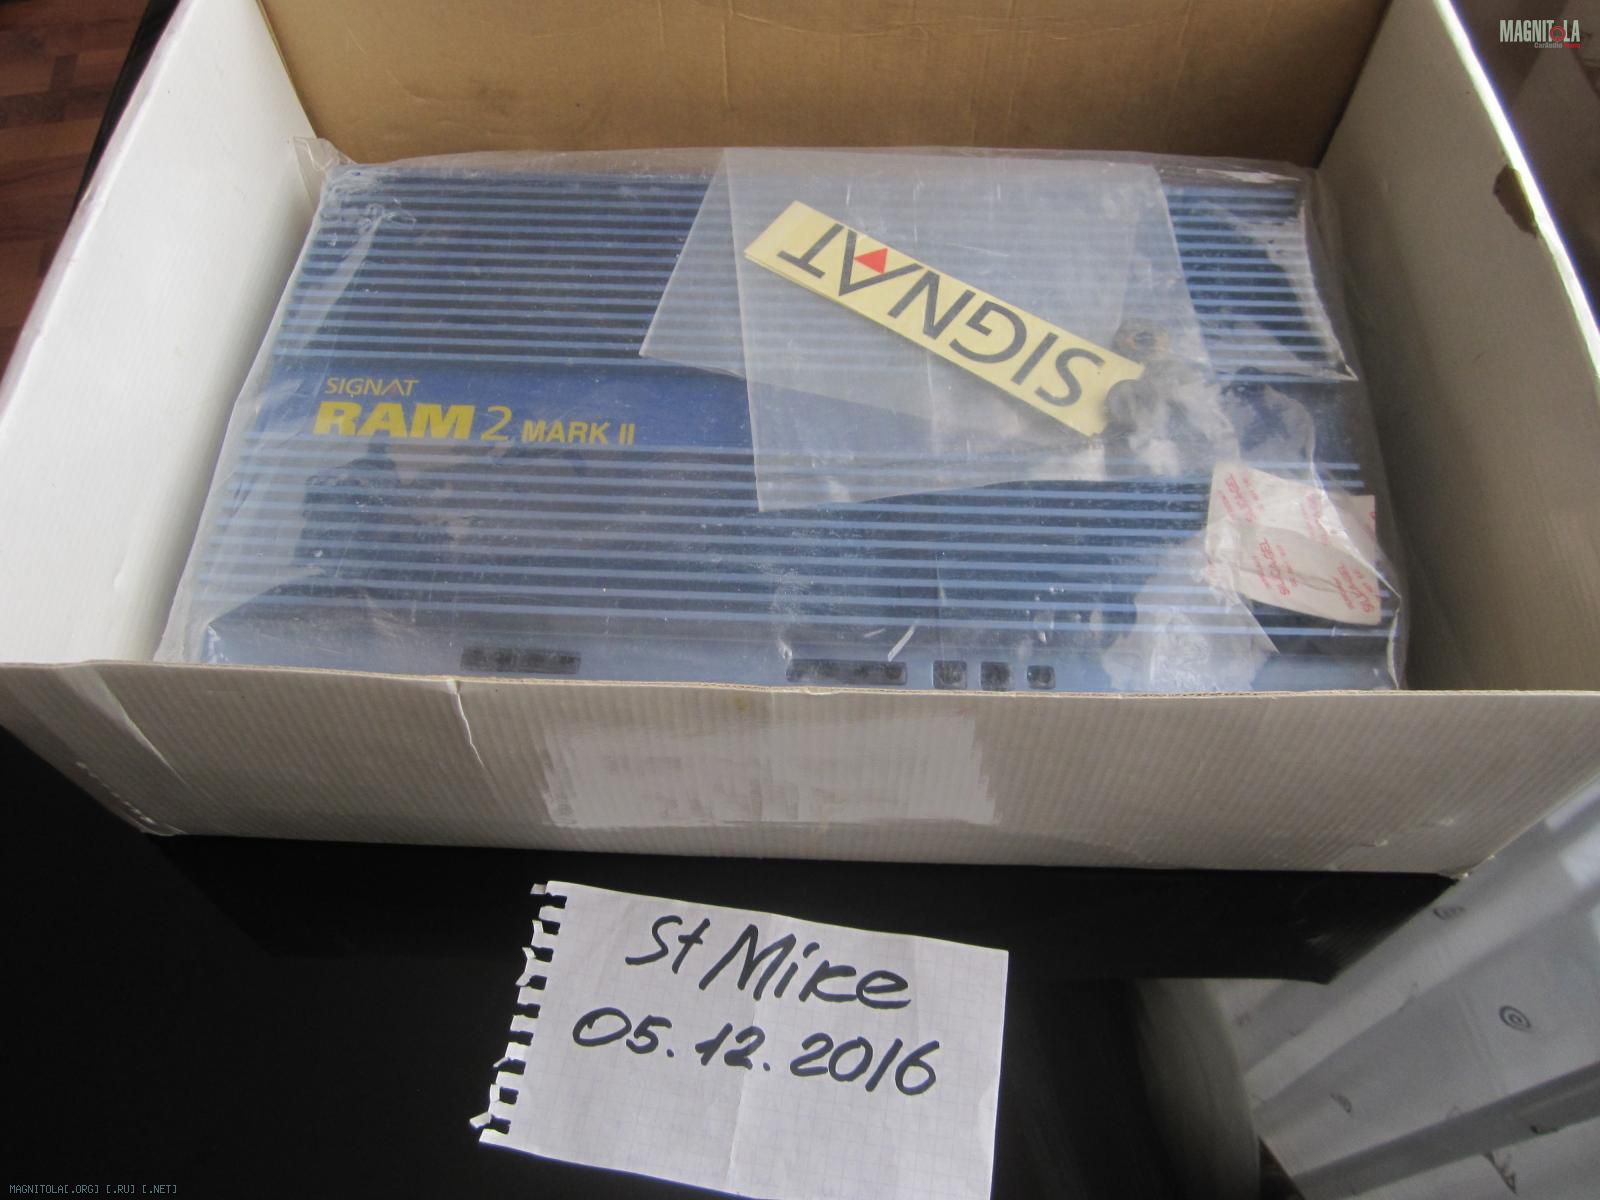 MAGNITOLA
SIGNAT
SIGNAT
RAM 2 MARK II
St Mike
05.12.2016
MAGNITOLA[.ORG] [.RU] [.NET]